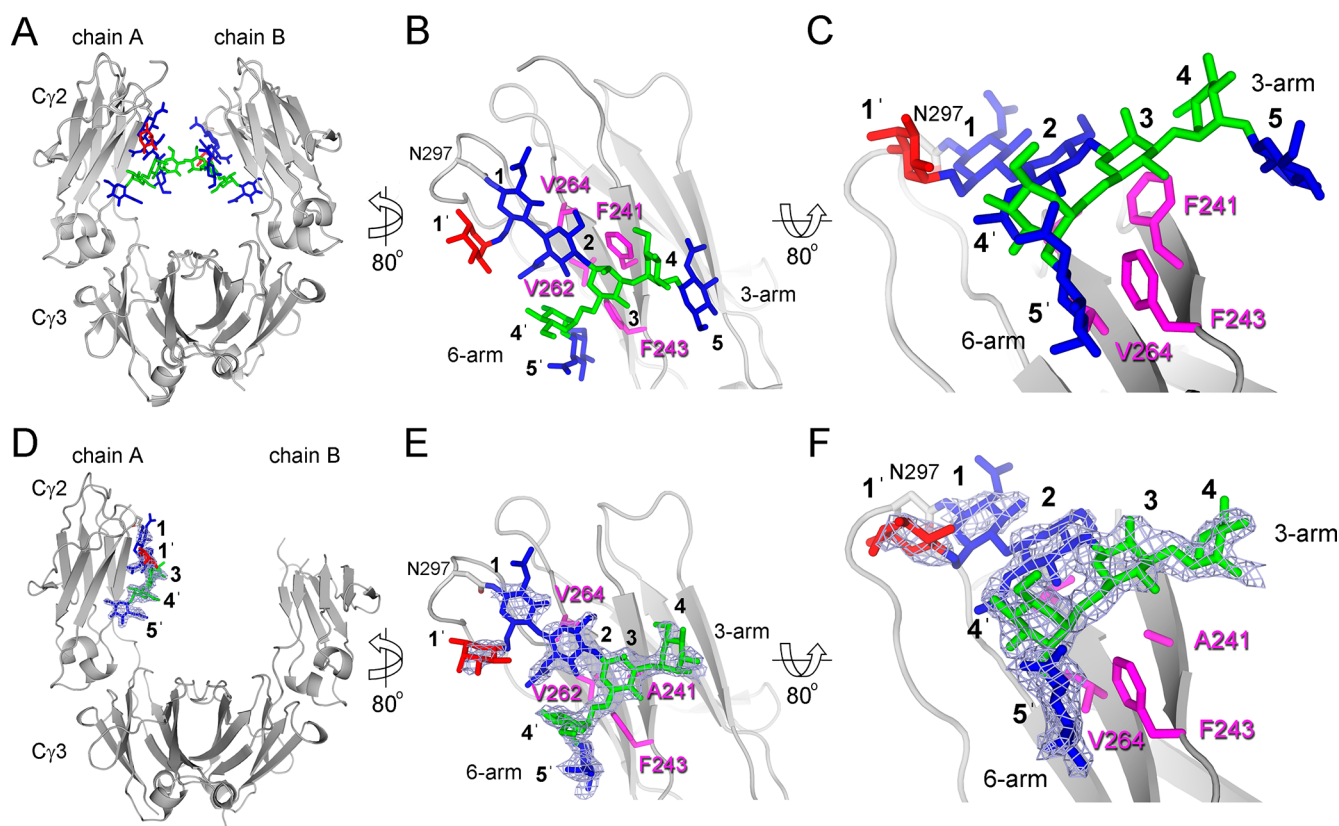 A
chain A
chain B
Cγ2
Cγ3
80°
B
N297
1
V264
F241
1'
2
4
V262
3-arm
4'
3
F243
5
6-arm
5'
80°
C
4
3-arm
1'
N297
1
2
3
5
F241
4'
5'
F243
6-arm
V264
D
chain A
chain B
Cγ2
1
1'
3
4'
5'
Cγ3
80°
E
N297
1
V264
4
1'
2
3
3-arm
V262
A241
4'
F243
6-arm
5'
80°
F
1'
N297
1
2
3
4
3-arm
4'
A241
5'
V264
F243
6-arm